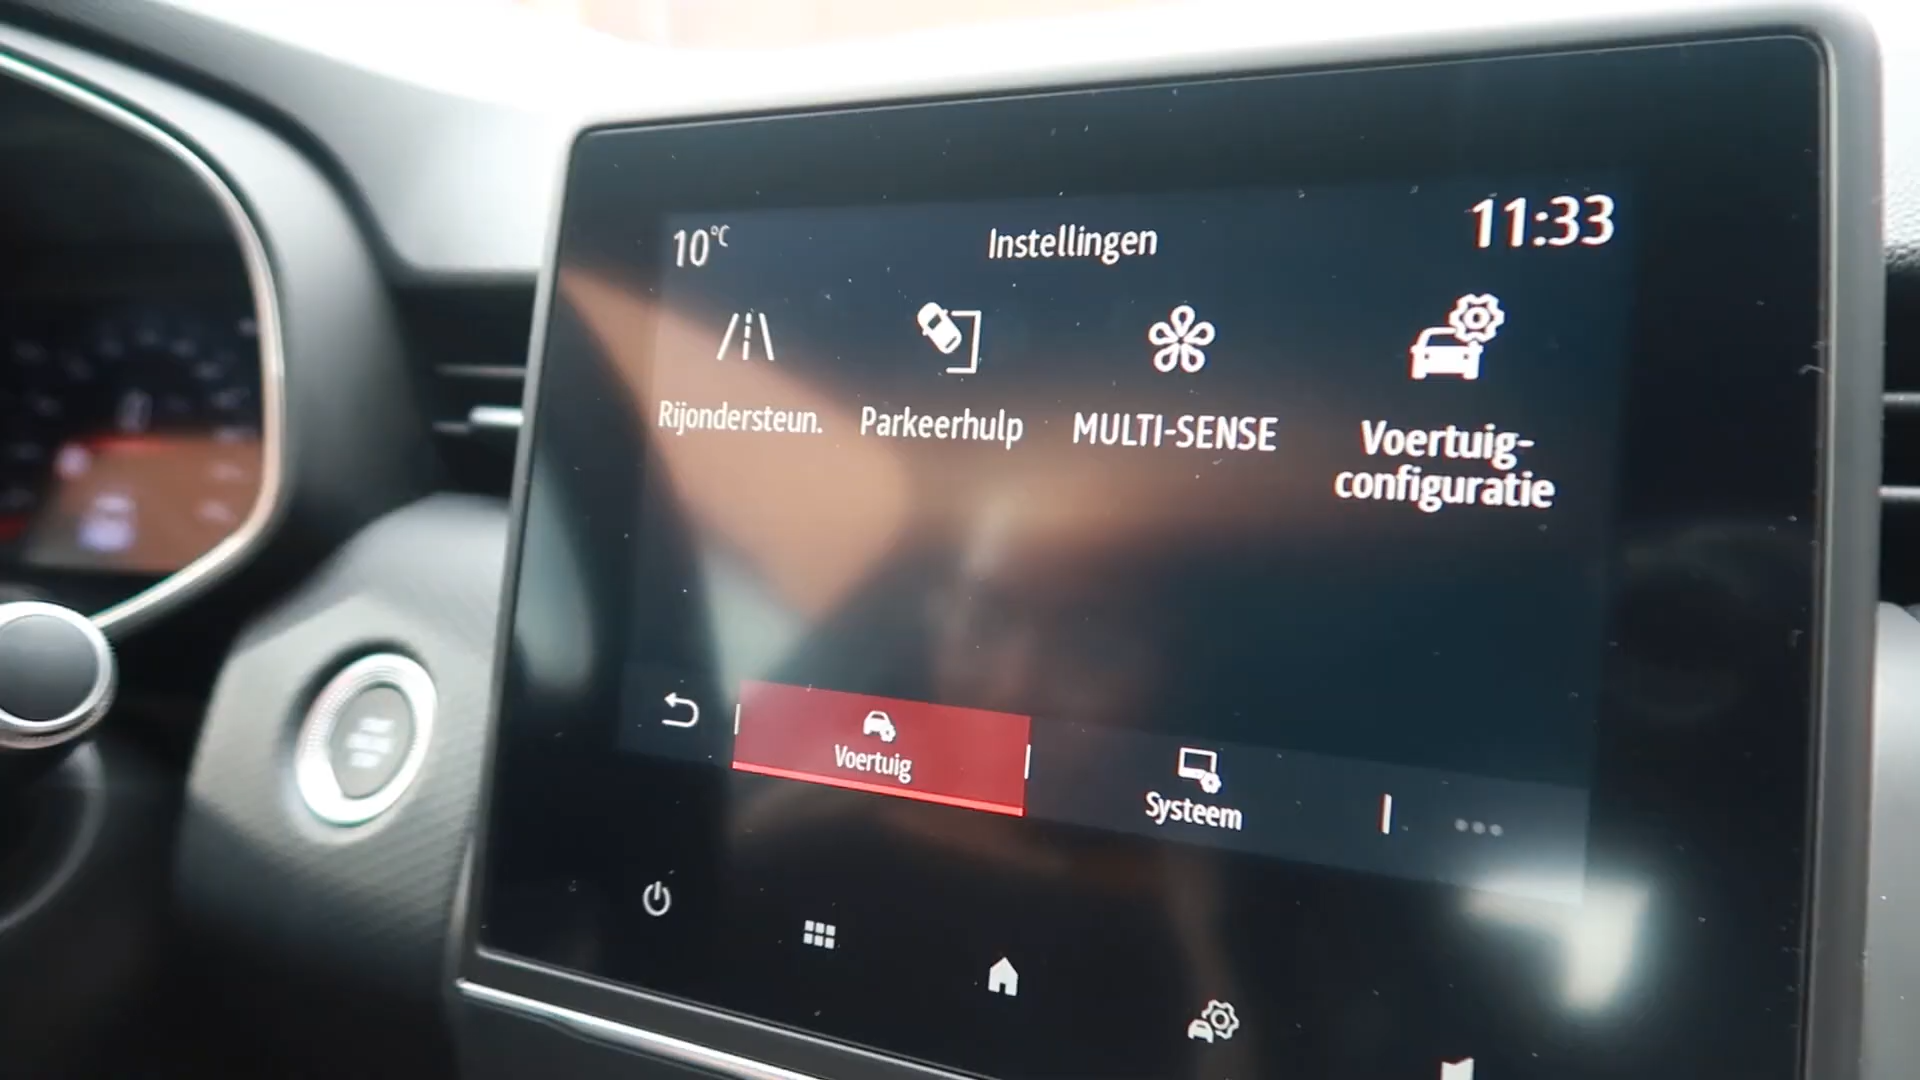 10°C
Instellingen
11:33
Rijondersteun.
Parkeerhulp
MULTI-SENSE
Voertuig-
configuratie
Voertuig
Systeem